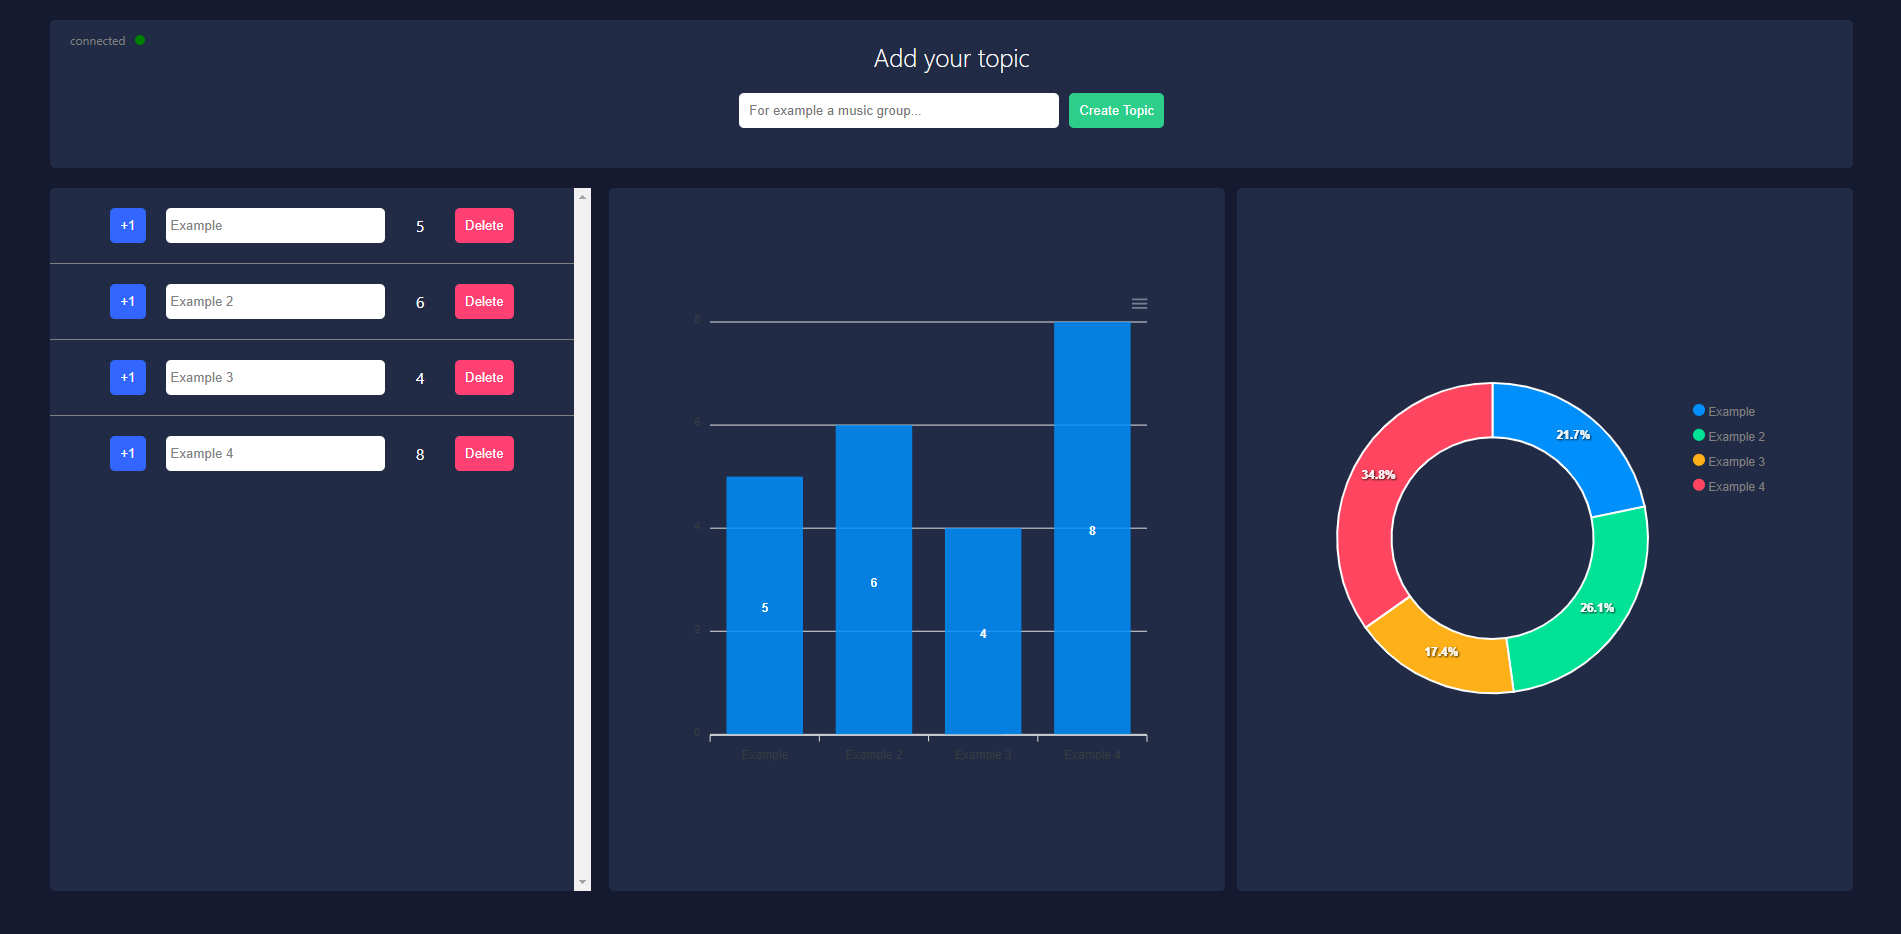 connected
Add your topic
For example a music group...
Create Topic
+1 Example 5 Delete
+1 Example 2 6 Delete
+1 Example 3 4 Delete
+1 Example 4 8 Delete
8
6
4
2
0
5
6
4
8
Example Example 2 Example 3 Example 4
21.7%
26.1%
17.4%
34.8%
Example
Example 2
Example 3
Example 4